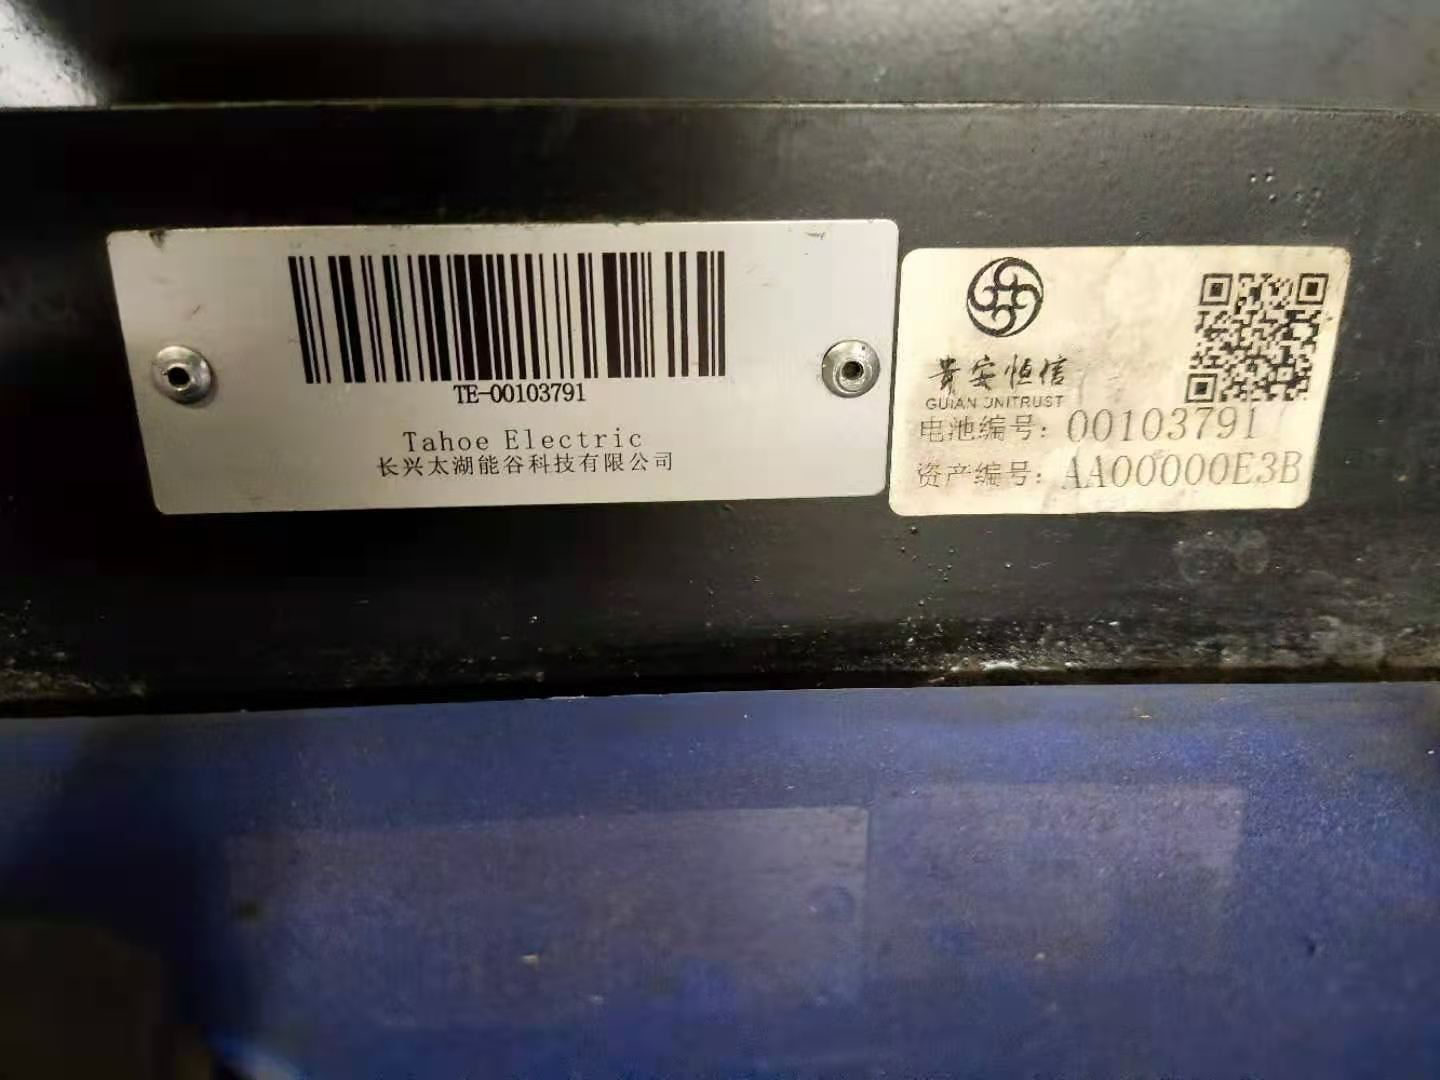 TE-00103791
Tahoe Electric
长兴太湖能谷科技有限公司
贵安恒信
GUIAN UNITRUST
电池编号：00103791
资产编号：AA00000E3B